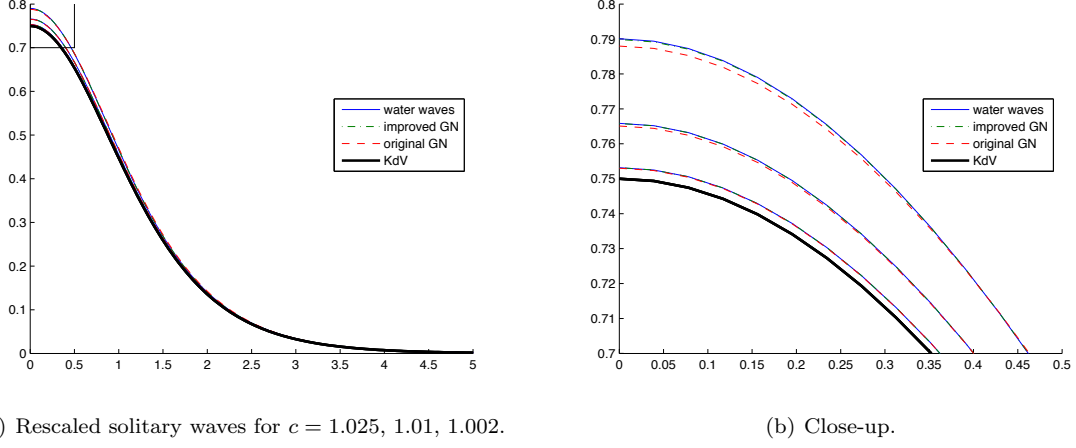 0.8
0.7
0.6
0.5
0.4
0.3
0.2
0.1
0
0 0.5 1 1.5 2 2.5 3 3.5 4 4.5 5
water waves
improved GN
original GN
KdV
) Rescaled solitary waves for c = 1.025, 1.01, 1.002.
0.8
0.79
0.78
0.77
0.76
0.75
0.74
0.73
0.72
0.71
0.7
0 0.05 0.1 0.15 0.2 0.25 0.3 0.35 0.4 0.45 0.5
water waves
improved GN
original GN
KdV
(b) Close-up.